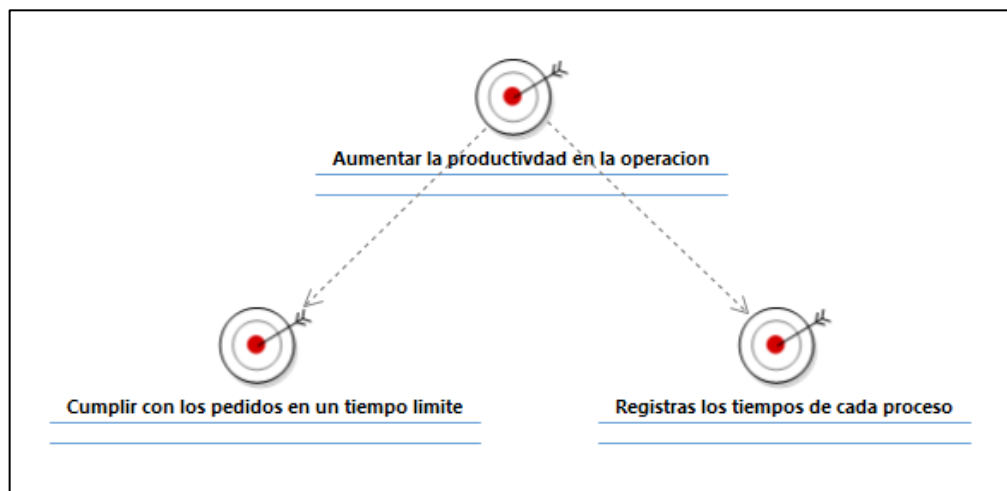 Aumentar la productivdad en la operacion
Cumplir con los pedidos en un tiempo limite
Registras los tiempos de cada proceso